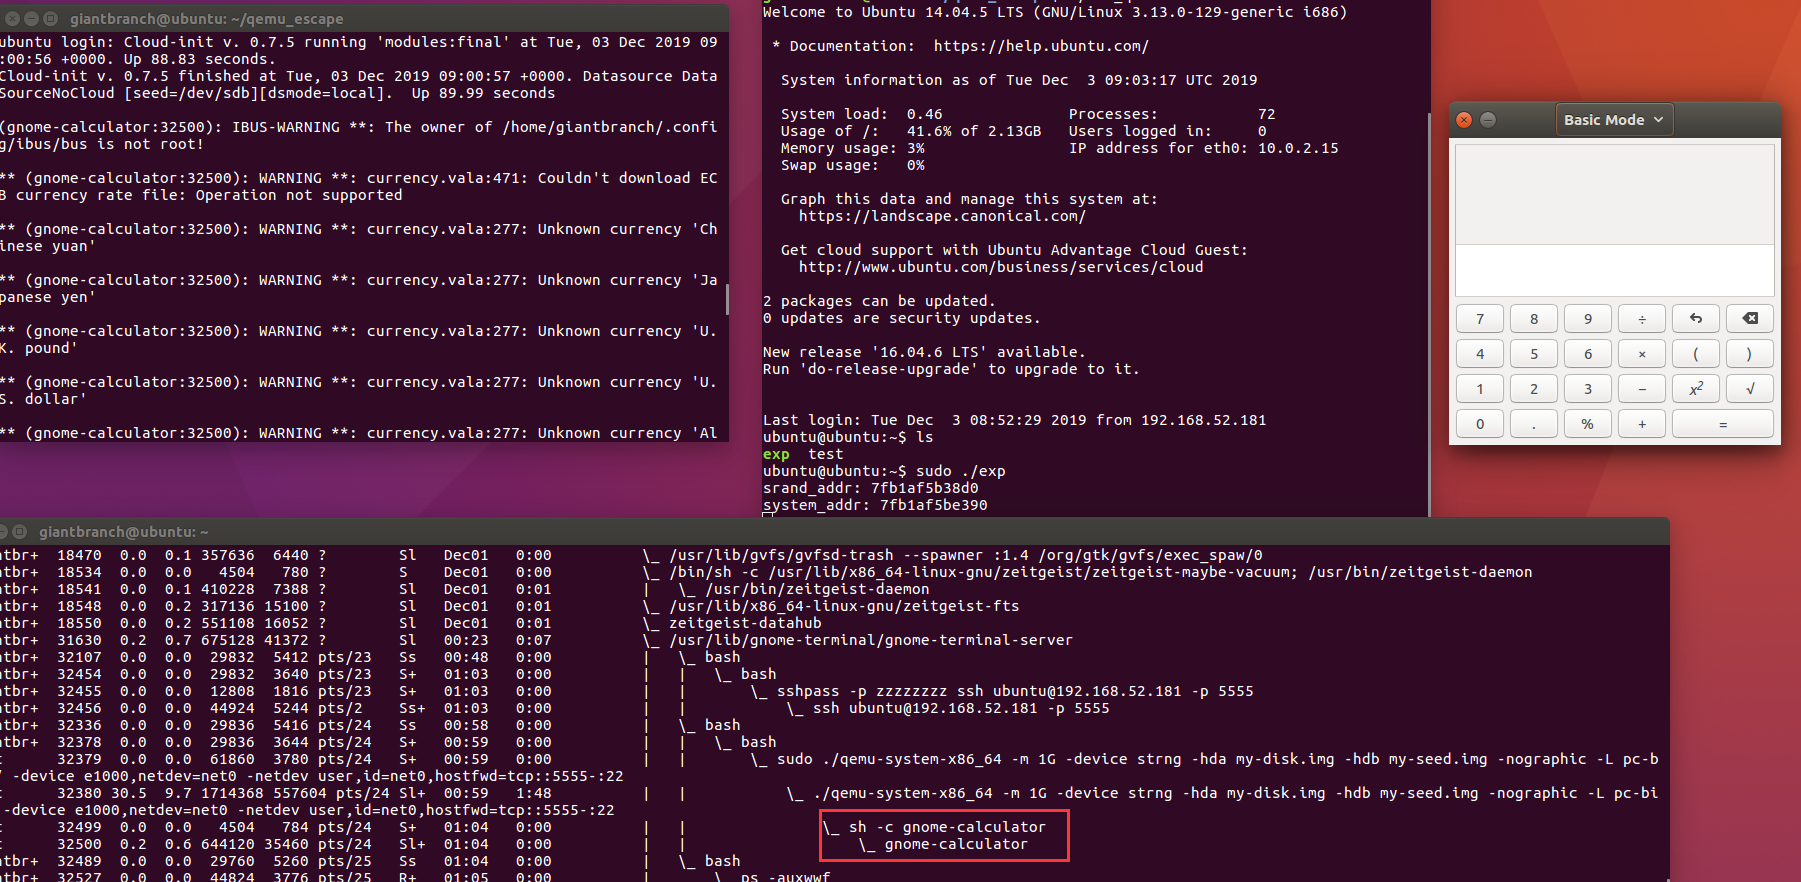 giantbranch@ubuntu: ~/qemu_escape
ubuntu login: Cloud-init v. 0.7.5 running 'modules:final' at Tue, 03 Dec 2019 09
:00:56 +0000. Up 88.83 seconds.
Cloud-init v. 0.7.5 finished at Tue, 03 Dec 2019 09:00:57 +0000. Datasource Data
SourceNoCloud [seed=/dev/sdb][dsmode=local].  Up 89.99 seconds
(gnome-calculator:32500): IBUS-WARNING **: The owner of /home/giantbranch/.confi
g/ibus/bus is not root!
** (gnome-calculator:32500): WARNING **: currency.vala:471: Couldn't download EC
B currency rate file: Operation not supported
** (gnome-calculator:32500): WARNING **: currency.vala:277: Unknown currency 'Ch
inese yuan'
** (gnome-calculator:32500): WARNING **: currency.vala:277: Unknown currency 'Ja
panese yen'
** (gnome-calculator:32500): WARNING **: currency.vala:277: Unknown currency 'U.
K. pound'
** (gnome-calculator:32500): WARNING **: currency.vala:277: Unknown currency 'U.
S. dollar'
** (gnome-calculator:32500): WARNING **: currency.vala:277: Unknown currency 'Al
Welcome to Ubuntu 14.04.5 LTS (GNU/Linux 3.13.0-129-generic i686)
* Documentation:  https://help.ubuntu.com/
System information as of Tue Dec  3 09:03:17 UTC 2019
System load:  0.46              Processes:           72
Usage of /:   41.6% of 2.13GB   Users logged in:     0
Memory usage: 3%                IP address for eth0: 10.0.2.15
Swap usage:   0%
Graph this data and manage this system at:
https://landscape.canonical.com/
Get cloud support with Ubuntu Advantage Cloud Guest:
http://www.ubuntu.com/business/services/cloud
2 packages can be updated.
0 updates are security updates.
New release '16.04.6 LTS' available.
Run 'do-release-upgrade' to upgrade to it.
Last login: Tue Dec  3 08:52:29 2019 from 192.168.52.181
ubuntu@ubuntu:~$ ls
exp  test
ubuntu@ubuntu:~$ sudo ./exp
srand_addr: 7fb1af5b38d0
system_addr: 7fb1af5be390
Basic Mode
7 8 9 ÷
4 5 6 × ( )
1 2 3 − x² √
0 . % + =
giantbranch@ubuntu: ~
ntbr+  18470  0.0  0.1 357636  6440 ?        Sl   Dec01   0:00          \_ /usr/lib/gvfs/gvfsd-trash --spawner :1.4 /org/gtk/gvfs/exec_spaw/0
ntbr+  18534  0.0  0.0   4504   780 ?        S    Dec01   0:00          \_ /bin/sh -c /usr/lib/x86_64-linux-gnu/zeitgeist/zeitgeist-maybe-vacuum; /usr/bin/zeitgeist-daemon
ntbr+  18541  0.0  0.1 410228  7388 ?        Sl   Dec01   0:01          |   \_ /usr/bin/zeitgeist-daemon
ntbr+  18548  0.0  0.2 317136 15100 ?        Sl   Dec01   0:01          \_ /usr/lib/x86_64-linux-gnu/zeitgeist-fts
ntbr+  18550  0.0  0.2 551108 16052 ?        Sl   Dec01   0:01          \_ zeitgeist-datahub
ntbr+  31630  0.2  0.7 675128 41372 ?        Sl   00:23   0:07          \_ /usr/lib/gnome-terminal/gnome-terminal-server
ntbr+  32107  0.0  0.0  29832  5412 pts/23   Ss   00:48   0:00          |   \_ bash
ntbr+  32454  0.0  0.0  29832  3640 pts/23   S+   01:03   0:00          |   |   \_ bash
ntbr+  32455  0.0  0.0  12808  1816 pts/23   S+   01:03   0:00          |   |       \_ sshpass -p zzzzzzzz ssh ubuntu@192.168.52.181 -p 5555
ntbr+  32456  0.0  0.0  44924  5244 pts/2    Ss+  01:03   0:00          |   |           \_ ssh ubuntu@192.168.52.181 -p 5555
ntbr+  32336  0.0  0.0  29836  5416 pts/24   Ss   00:58   0:00          |   \_ bash
ntbr+  32378  0.0  0.0  29836  3644 pts/24   S+   00:59   0:00          |   |   \_ bash
t      32379  0.0  0.0  61860  3780 pts/24   S+   00:59   0:00          |   |       \_ sudo ./qemu-system-x86_64 -m 1G -device strng -hda my-disk.img -hdb my-seed.img -nographic -L pc-b
/ -device e1000,netdev=net0 -netdev user,id=net0,hostfwd=tcp::5555-:22
t      32380 30.5  9.7 1714368 557604 pts/24 Sl+  00:59   1:48          |   |           \_ ./qemu-system-x86_64 -m 1G -device strng -hda my-disk.img -hdb my-seed.img -nographic -L pc-bi
-device e1000,netdev=net0 -netdev user,id=net0,hostfwd=tcp::5555-:22
t      32499  0.0  0.0   4504   784 pts/24   S+   01:04   0:00          |   |               \_ sh -c gnome-calculator
t      32500  0.2  0.6 644120 35460 pts/24   Sl+  01:04   0:00          |   |                   \_ gnome-calculator
ntbr+  32489  0.0  0.0  29760  5260 pts/25   Ss   01:04   0:00          |   \_ bash
ntbr+  32527  0.0  0.0  44824  3776 pts/25   R+   01:05   0:00          |       \_ ps -auxwwf